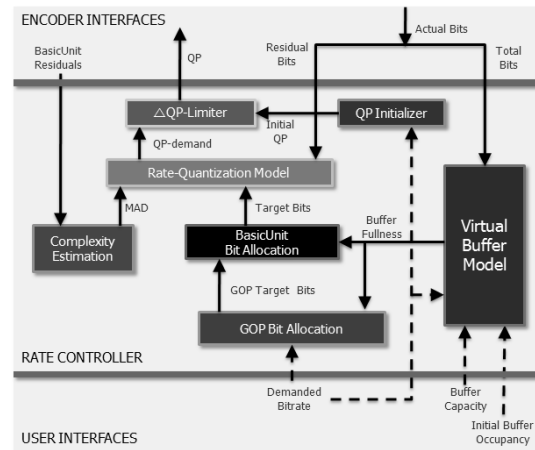 ENCODER INTERFACES
Actual Bits
BasicUnit
Residuals
QP
Residual
Bits
Total
Bits
△QP-Limiter
Initial
QP
QP Initializer
QP-demand
Rate-Quantization Model
MAD
Target Bits
Complexity
Estimation
BasicUnit
Bit Allocation
Buffer
Fullness
Virtual
Buffer
Model
GOP Target Bits
GOP Bit Allocation
RATE CONTROLLER
Demanded
Bitrate
Buffer
Capacity
Initial Buffer
Occupancy
USER INTERFACES